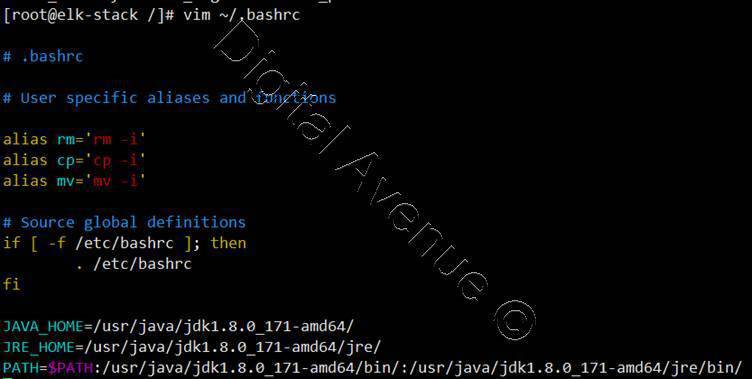 [root@elk-stack /]# vim ~/.bashrc
# .bashrc
# User specific aliases and functions
alias rm='rm -i'
alias cp='cp -i'
alias mv='mv -i'
# Source global definitions
if [ -f /etc/bashrc ]; then
        . /etc/bashrc
fi
JAVA_HOME=/usr/java/jdk1.8.0_171-amd64/
JRE_HOME=/usr/java/jdk1.8.0_171-amd64/jre/
PATH=$PATH:/usr/java/jdk1.8.0_171-amd64/bin/:/usr/java/jdk1.8.0_171-amd64/jre/bin/
Digital Avenue ©